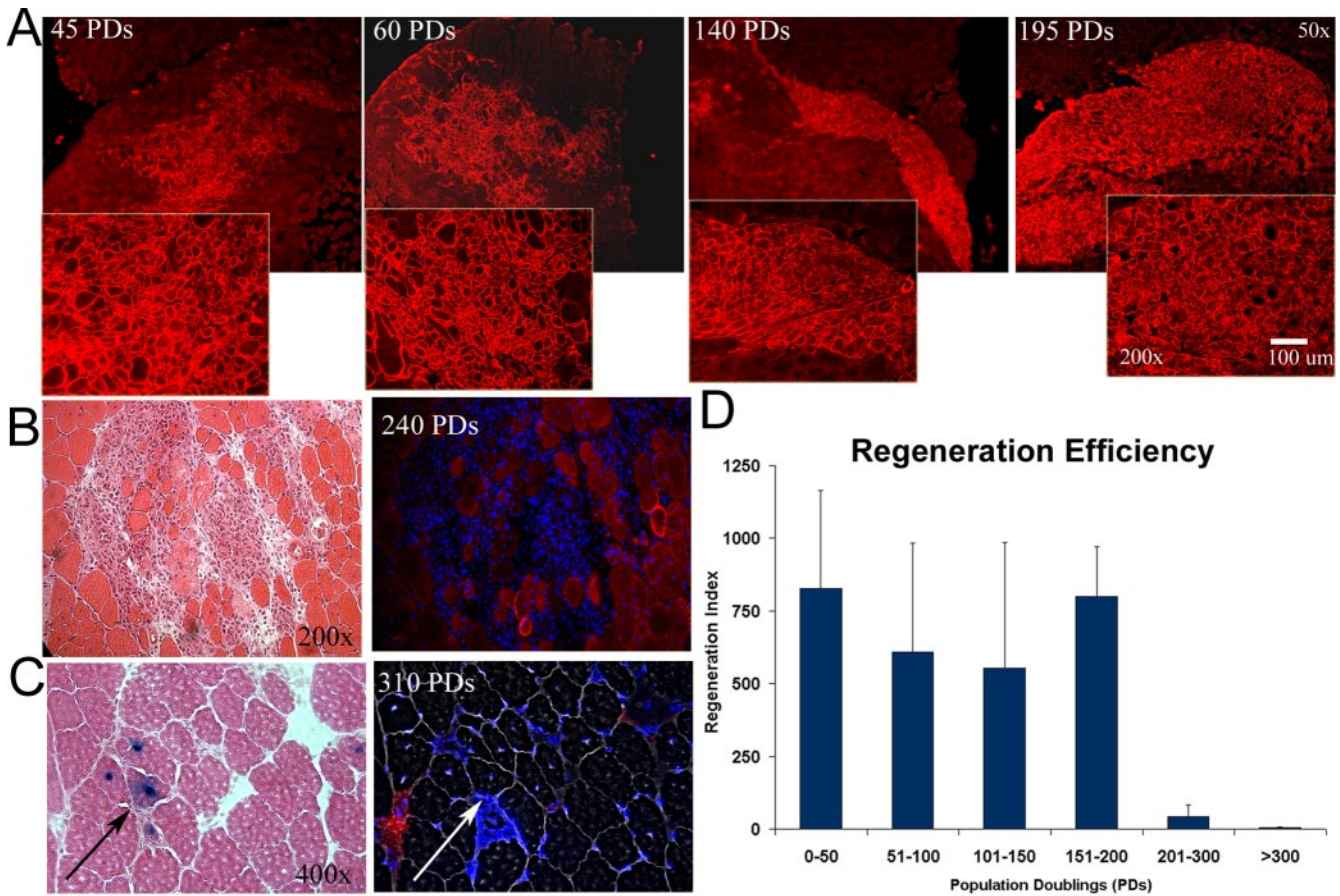 A
45 PDs
60 PDs
140 PDs
195 PDs
50x
200x
100 um
B
200x
240 PDs
C
400x
310 PDs
D
Regeneration Efficiency
1250
1000
750
500
250
0
Regeneration Index
0-50
51-100
101-150
151-200
201-300
>300
Population Doublings (PDs)